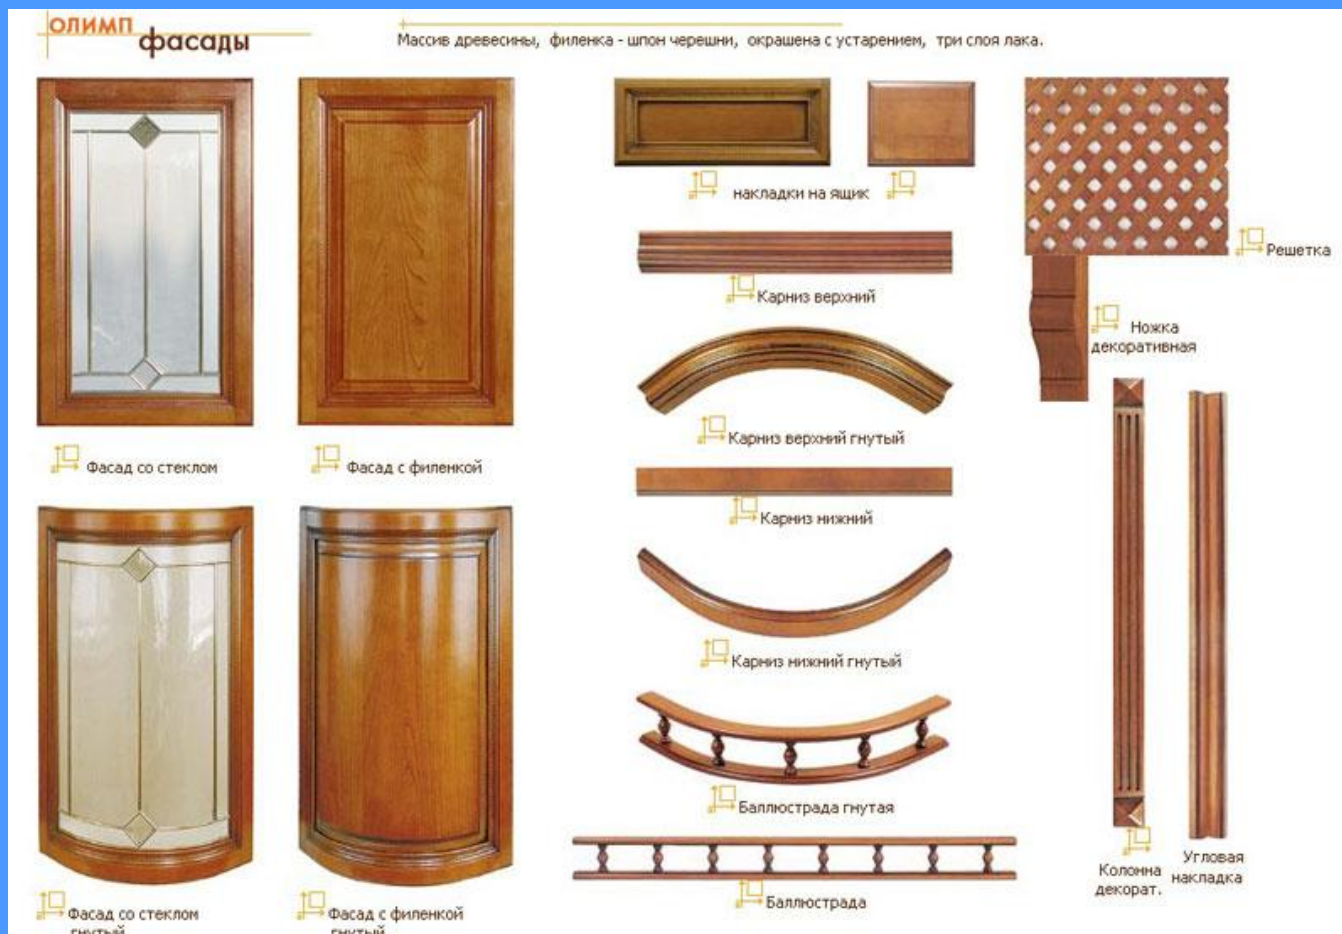 ОЛИМП
фасады
Массив древесины, филенка - шпон черешни, окрашена с устарением, три слоя лака.
накладки на ящик
Решетка
Карниз верхний
Ножка
декоративная
Карниз верхний гнутый
Фасад со стеклом
Фасад с филенкой
Карниз нижний
Карниз нижний гнутый
Баллюстрада гнутая
Колонна
декорат.
Угловая
накладка
Баллюстрада
Фасад со стеклом
гнутый
Фасад с филенкой
гнутый